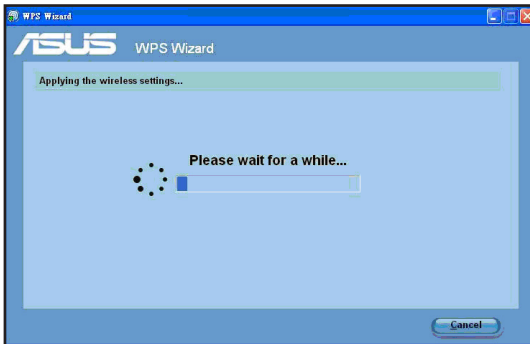 WPS Wizard
ASUS WPS Wizard
Applying the wireless settings...
Please wait for a while...
Cancel